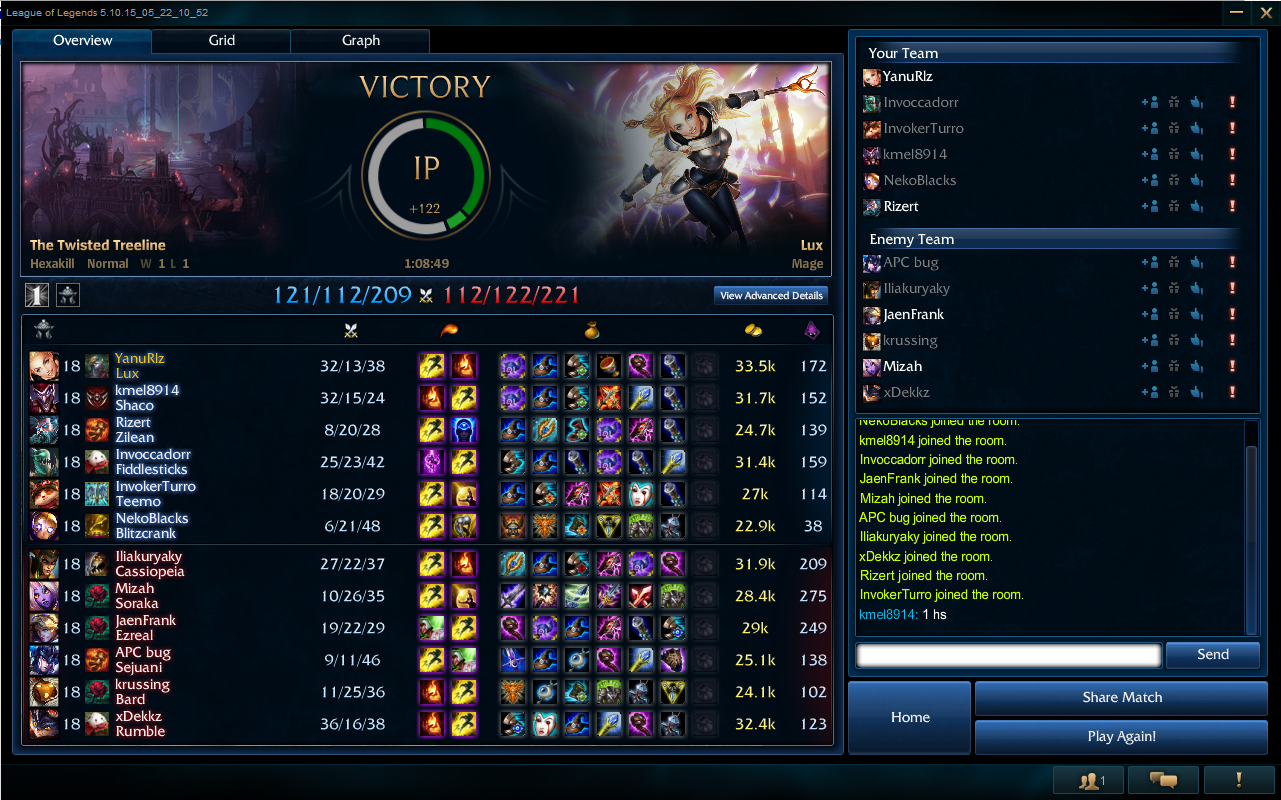 League of Legends 5.10.15_05_22_10_52
Overview
Grid
Graph
VICTORY
IP
+122
The Twisted Treeline
Hexakill Normal W 1 L 1
1:08:49
Lux
Mage
1
121/112/209
112/122/221
View Advanced Details
18 YanuRlz 32/13/38 33.5k 172
Lux
18 kmel8914 32/15/24 31.7k 152
Shaco
18 Rizert 8/20/28 24.7k 139
Zilean
18 Invoccadorr 25/23/42 31.4k 159
Fiddlesticks
18 InvokerTurro 18/20/29 27k 114
Teemo
18 NekoBlacks 6/21/48 22.9k 38
Blitzcrank
18 Iliakuryaky 27/22/37 31.9k 209
Cassiopeia
18 Mizah 10/26/35 28.4k 275
Soraka
18 JaenFrank 19/22/29 29k 249
Ezreal
18 APC bug 9/11/46 25.1k 138
Sejuani
18 krussing 11/25/36 24.1k 102
Bard
18 xDekkz 36/16/38 32.4k 123
Rumble
Your Team
YanuRlz
Invoccadorr
InvokerTurro
kmel8914
NekoBlacks
Rizert
Enemy Team
APC bug
Iliakuryaky
JaenFrank
krussing
Mizah
xDekkz
NekoBlacks joined the room.
kmel8914 joined the room.
Invoccadorr joined the room.
JaenFrank joined the room.
Mizah joined the room.
APC bug joined the room.
Iliakuryaky joined the room.
xDekkz joined the room.
Rizert joined the room.
InvokerTurro joined the room.
kmel8914: 1 hs
Send
Home
Share Match
Play Again!
1